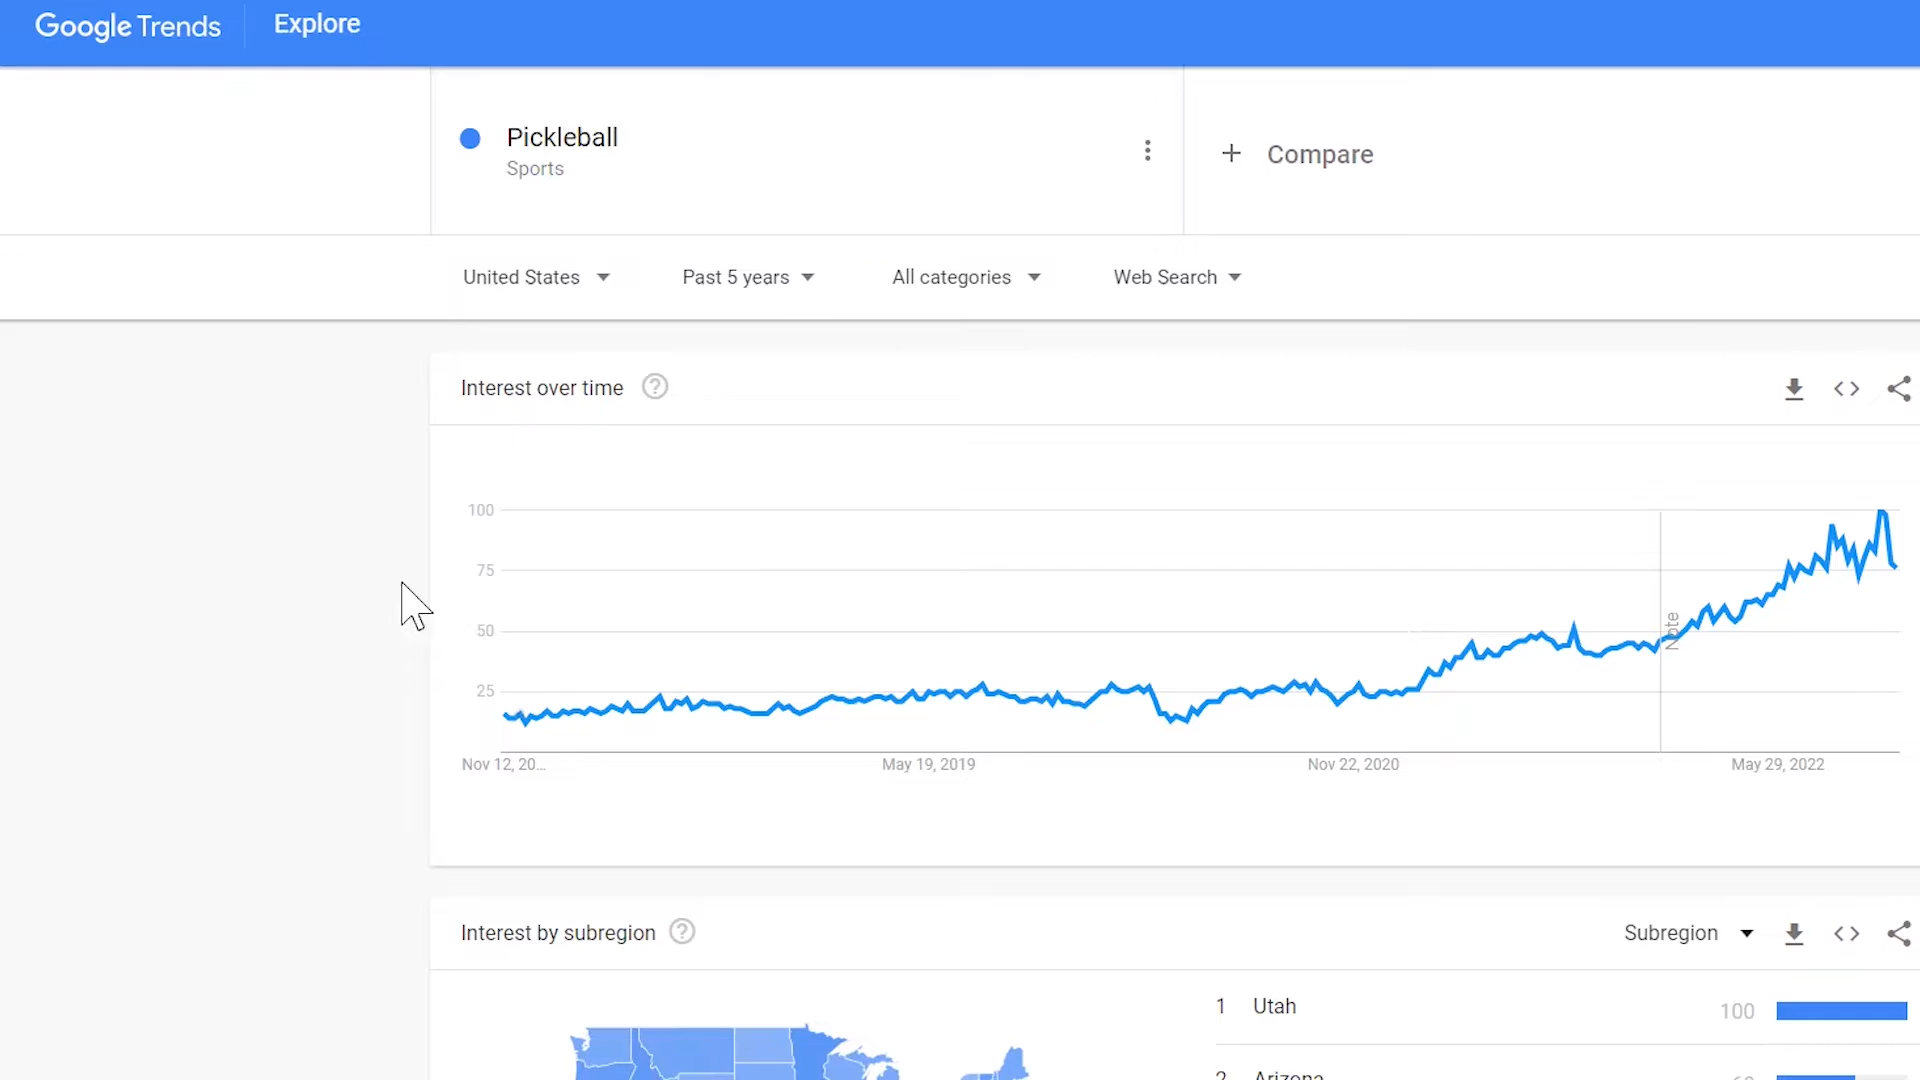 Google Trends
Explore
Pickleball
Sports
+ Compare
United States
Past 5 years
All categories
Web Search
Interest over time
100
75
50
25
Note
Nov 12, 20...
May 19, 2019
Nov 22, 2020
May 29, 2022
Interest by subregion
Subregion
1 Utah 100
2 Arizona